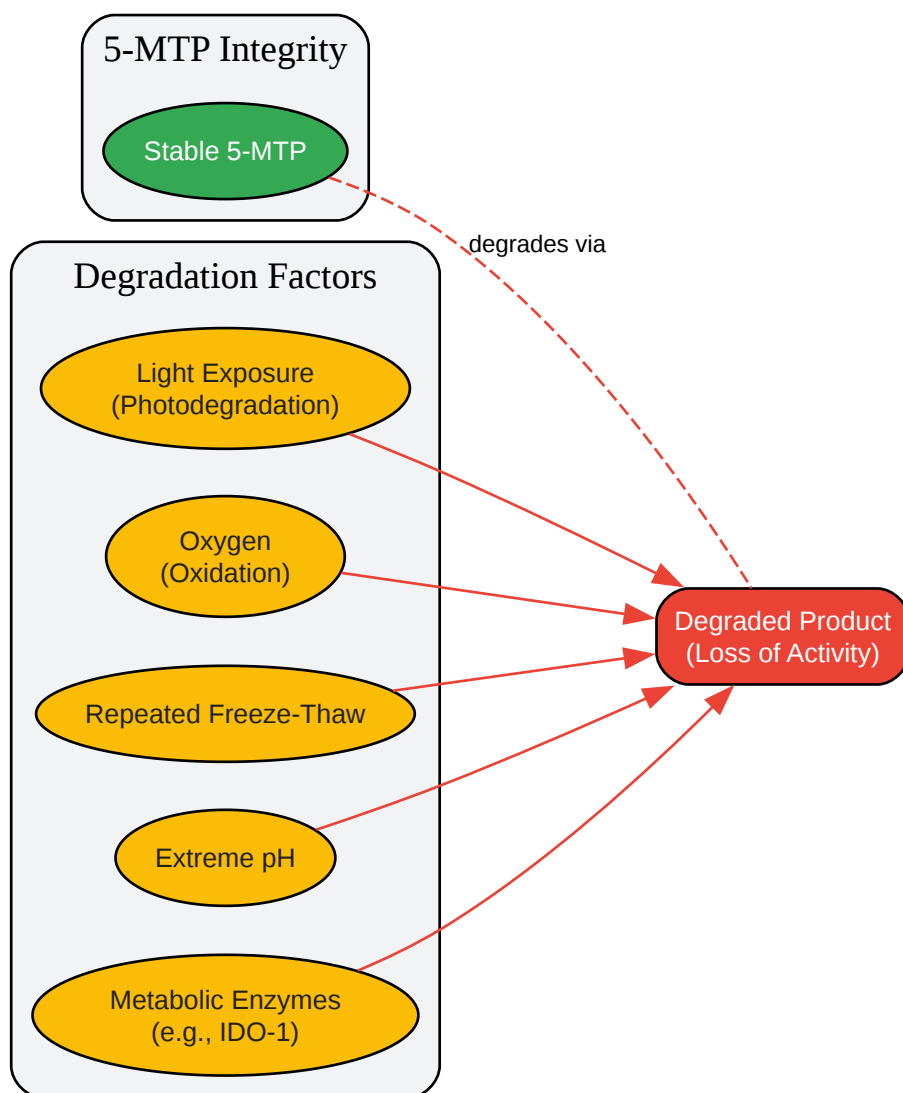 5-MTP Integrity
Stable 5-MTP
degrades via
Degradation Factors
Light Exposure
(Photodegradation)
Oxygen
(Oxidation)
Repeated Freeze-Thaw
Extreme pH
Metabolic Enzymes
(e.g., IDO-1)
Degraded Product
(Loss of Activity)